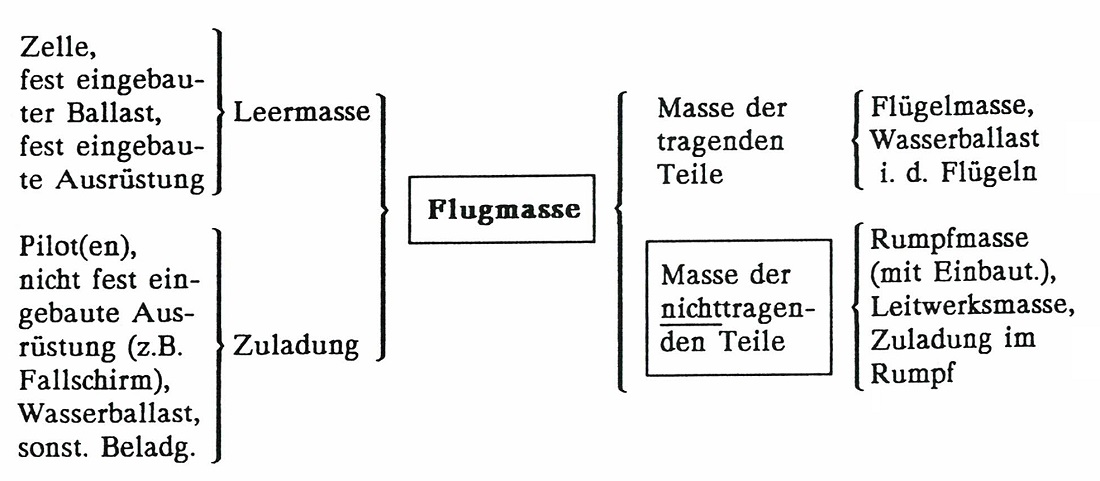 Zelle,
fest eingebau-
ter Ballast,
fest eingebau-
te Ausrüstung
Leermasse
Pilot(en),
nicht fest ein-
gebaute Aus-
rüstung (z.B.
Fallschirm),
Wasserballast,
sonst. Beladg.
Zuladung
Flugmasse
Masse der
tragenden
Teile
Flügelmasse,
Wasserballast
i. d. Flügeln
Masse der
nichttragen-
den Teile
Rumpfmasse
(mit Einbaut.),
Leitwerksmasse,
Zuladung im
Rumpf